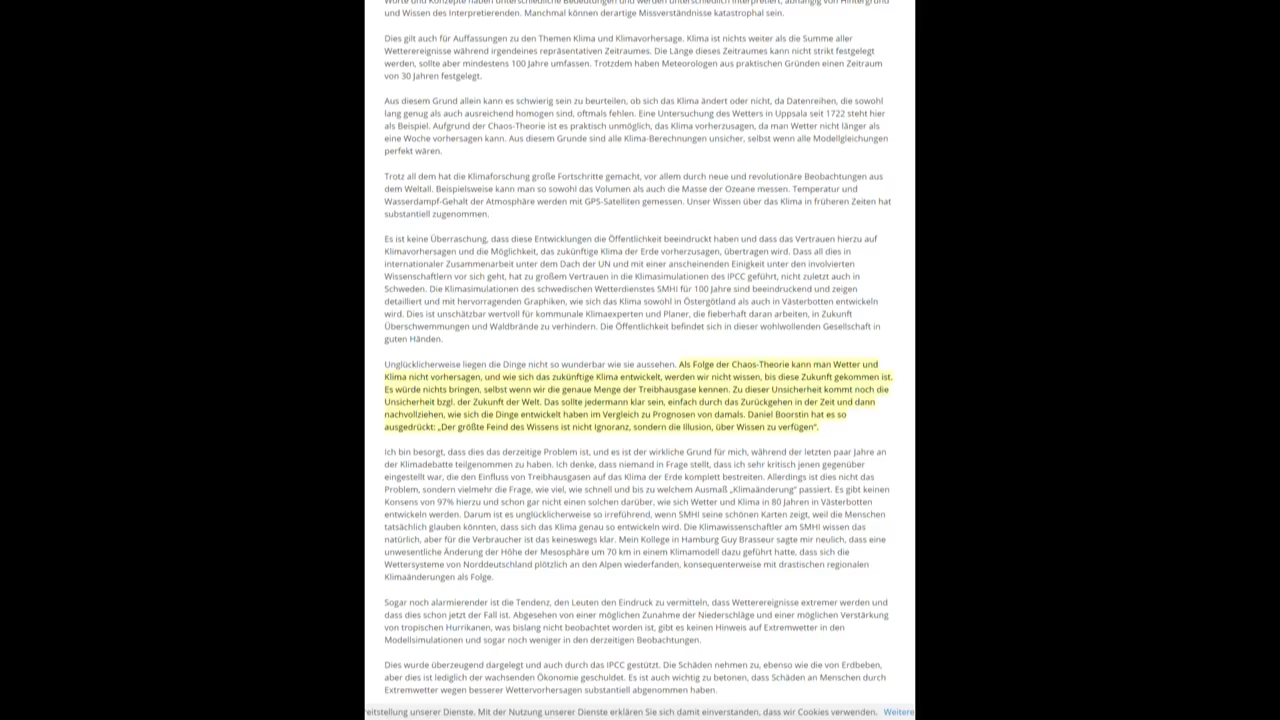 Worte und Konzepte haben unterschiedliche Bedeutungen und werden unterschiedlich interpretiert, abhängig von Hintergrund
und Wissen des Interpretierenden. Manchmal können derartige Missverständnisse katastrophal sein.
Dies gilt auch für Auffassungen zu den Themen Klima und Klimavorhersage. Klima ist nichts weiter als die Summe aller
Wetterereignisse während irgendeines repräsentativen Zeitraumes. Die Länge dieses Zeitraumes kann nicht strikt festgelegt
werden, sollte aber mindestens 100 Jahre umfassen. Trotzdem haben Meteorologen aus praktischen Gründen einen Zeitraum
von 30 Jahren festgelegt.
Aus diesem Grund allein kann es schwierig sein zu beurteilen, ob sich das Klima ändert oder nicht, da Datenreihen, die sowohl
lang genug als auch ausreichend homogen sind, oftmals fehlen. Eine Untersuchung des Wetters in Uppsala seit 1722 steht hier
als Beispiel. Aufgrund der Chaos-Theorie ist es praktisch unmöglich, das Klima vorherzusagen, da man Wetter nicht länger als
eine Woche vorhersagen kann. Aus diesem Grunde sind alle Klima-Berechnungen unsicher, selbst wenn alle Modellgleichungen
perfekt wären.
Trotz all dem hat die Klimaforschung große Fortschritte gemacht, vor allem durch neue und revolutionäre Beobachtungen aus
dem Weltall. Beispielsweise kann man so sowohl das Volumen als auch die Masse der Ozeane messen. Temperatur und
Wasserdampf-Gehalt der Atmosphäre werden mit GPS-Satelliten gemessen. Unser Wissen über das Klima in früheren Zeiten hat
substantiell zugenommen.
Es ist keine Überraschung, dass diese Entwicklungen die Öffentlichkeit beeindruckt haben und dass das Vertrauen hierzu auf
Klimavorhersagen und die Möglichkeit, das zukünftige Klima der Erde vorherzusagen, übertragen wird. Dass all dies in
internationaler Zusammenarbeit unter dem Dach der UN und mit einer anscheinenden Einigkeit unter den involvierten
Wissenschaftlern vor sich geht, hat zu großem Vertrauen in die Klimasimulationen des IPCC geführt, nicht zuletzt auch in
Schweden. Die Klimasimulationen des schwedischen Wetterdienstes SMHI für 100 Jahre sind beeindruckend und zeigen
detailliert und mit hervorragenden Graphiken, wie sich das Klima sowohl in Östergötland als auch in Västerbotten entwickeln
wird. Dies ist unschätzbar wertvoll für kommunale Klimaexperten und Planer, die fieberhaft daran arbeiten, in Zukunft
Überschwemmungen und Waldbrände zu verhindern. Die Öffentlichkeit befindet sich in dieser wohlwollenden Gesellschaft in
guten Händen.
Unglücklicherweise liegen die Dinge nicht so wunderbar wie sie aussehen. Als Folge der Chaos-Theorie kann man Wetter und
Klima nicht vorhersagen, und wie sich das zukünftige Klima entwickelt, werden wir nicht wissen, bis diese Zukunft gekommen ist.
Es würde nichts bringen, selbst wenn wir die genaue Menge der Treibhausgase kennen. Zu dieser Unsicherheit kommt noch die
Unsicherheit bzgl. der Zukunft der Welt. Das sollte jedermann klar sein, einfach durch das Zurückgehen in der Zeit und dann
nachvollziehen, wie sich die Dinge entwickelt haben im Vergleich zu Prognosen von damals. Daniel Boorstin hat es so
ausgedrückt: „Der größte Feind des Wissens ist nicht Ignoranz, sondern die Illusion, über Wissen zu verfügen“.
Ich bin besorgt, dass dies das derzeitige Problem ist, und es ist der wirkliche Grund für mich, während der letzten paar Jahre an
der Klimadebatte teilgenommen zu haben. Ich denke, dass niemand in Frage stellt, dass ich sehr kritisch jenen gegenüber
eingestellt war, die den Einfluss von Treibhausgasen auf das Klima der Erde komplett bestreiten. Allerdings ist dies nicht das
Problem, sondern vielmehr die Frage, wie viel, wie schnell und bis zu welchem Ausmaß „Klimaänderung“ passiert. Es gibt keinen
Konsens von 97% hierzu und schon gar nicht einen solchen darüber, wie sich Wetter und Klima in 80 Jahren in Västerbotten
entwickeln werden. Darum ist es unglücklicherweise so irreführend, wenn SMHI seine schönen Karten zeigt, weil die Menschen
tatsächlich glauben könnten, dass sich das Klima genau so entwickeln wird. Die Klimawissenschaftler am SMHI wissen das
natürlich, aber für die Verbraucher ist das keineswegs klar. Mein Kollege in Hamburg Guy Brasseur sagte mir neulich, dass eine
unwesentliche Änderung der Höhe der Mesosphäre um 70 km in einem Klimamodell dazu geführt hatte, dass sich die
Wettersysteme von Norddeutschland plötzlich an den Alpen wiederfanden, konsequenterweise mit drastischen regionalen
Klimaänderungen als Folge.
Sogar noch alarmierender ist die Tendenz, den Leuten den Eindruck zu vermitteln, dass Wetterereignisse extremer werden und
dass dies schon jetzt der Fall ist. Abgesehen von einer möglichen Zunahme der Niederschläge und einer möglichen Verstärkung
von tropischen Hurrikanen, was bislang nicht beobachtet worden ist, gibt es keinen Hinweis auf Extremwetter in den
Modellsimulationen und sogar noch weniger in den derzeitigen Beobachtungen.
Dies wurde überzeugend dargelegt und auch durch das IPCC gestützt. Die Schäden nehmen zu, ebenso wie die von Erdbeben,
aber dies ist lediglich der wachsenden Ökonomie geschuldet. Es ist auch wichtig zu betonen, dass Schäden an Menschen durch
Extremwetter wegen besserer Wettervorhersagen substantiell abgenommen haben.
reitstellung unserer Dienste. Mit der Nutzung unserer Dienste erklären Sie sich damit einverstanden, dass wir Cookies verwenden. Weitere